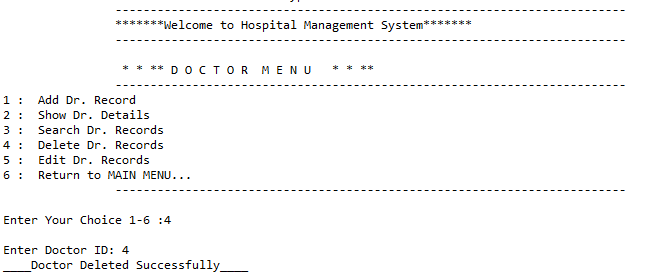 --------------------------------------------------------------------------
*******Welcome to Hospital Management System*******
--------------------------------------------------------------------------
* * ** D O C T O R  M E N U   * * **
--------------------------------------------------------------------------
1 :  Add Dr. Record
2 :  Show Dr. Details
3 :  Search Dr. Records
4 :  Delete Dr. Records
5 :  Edit Dr. Records
6 :  Return to MAIN MENU...
--------------------------------------------------------------------------
Enter Your Choice 1-6 :4
Enter Doctor ID: 4
____Doctor Deleted Successfully____